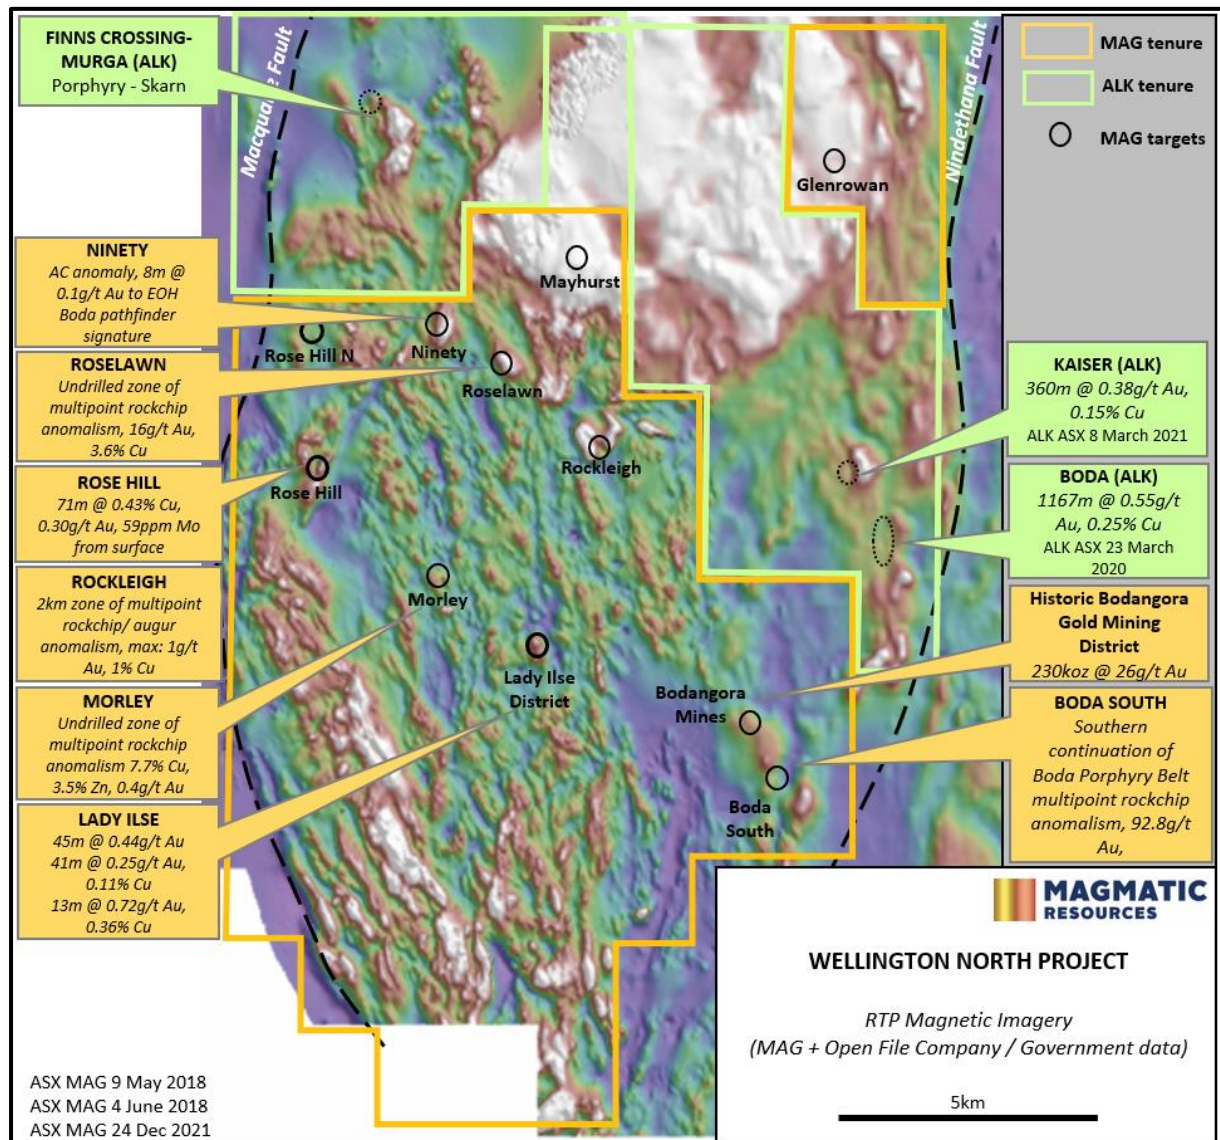 FINNS CROSSING-
MURGA (ALK)
Porphyry - Skarn
NINETY
AC anomaly, 8m @
0.1g/t Au to EOH
Boda pathfinder
signature
ROSELAWN
Undrilled zone of
multipoint rockchip
anomalism, 16g/t Au,
3.6% Cu
ROSE HILL
71m @ 0.43% Cu,
0.30g/t Au, 59ppm Mo
from surface
ROCKLEIGH
2km zone of multipoint
rockchip/ augur
anomalism, max: 1g/t
Au, 1% Cu
MORLEY
Undrilled zone of
multipoint rockchip
anomalism 7.7% Cu,
3.5% Zn, 0.4g/t Au
LADY ILSE
45m @ 0.44g/t Au
41m @ 0.25g/t Au,
0.11% Cu
13m @ 0.72g/t Au,
0.36% Cu
ASX MAG 9 May 2018
ASX MAG 4 June 2018
ASX MAG 24 Dec 2021
Fault
Nindethana Fault
Glenrowan
Mayhurst
Rose Hill N
Ninety
Roselawn
Rockleigh
Rose Hill
Morley
Lady Ilse
District
Bodangora
Mines
Boda
South
MAG tenure
ALK tenure
MAG targets
KAISER (ALK)
360m @ 0.38g/t Au,
0.15% Cu
ALK ASX 8 March 2021
BODA (ALK)
1167m @ 0.55g/t
Au, 0.25% Cu
ALK ASX 23 March
2020
Historic Bodangora
Gold Mining
District
230koz @ 26g/t Au
BODA SOUTH
Southern
continuation of
Boda Porphyry Belt
multipoint rockchip
anomalism, 92.8g/t
Au,
MAGMATIC
RESOURCES
WELLINGTON NORTH PROJECT
RTP Magnetic Imagery
(MAG + Open File Company / Government data)
5km